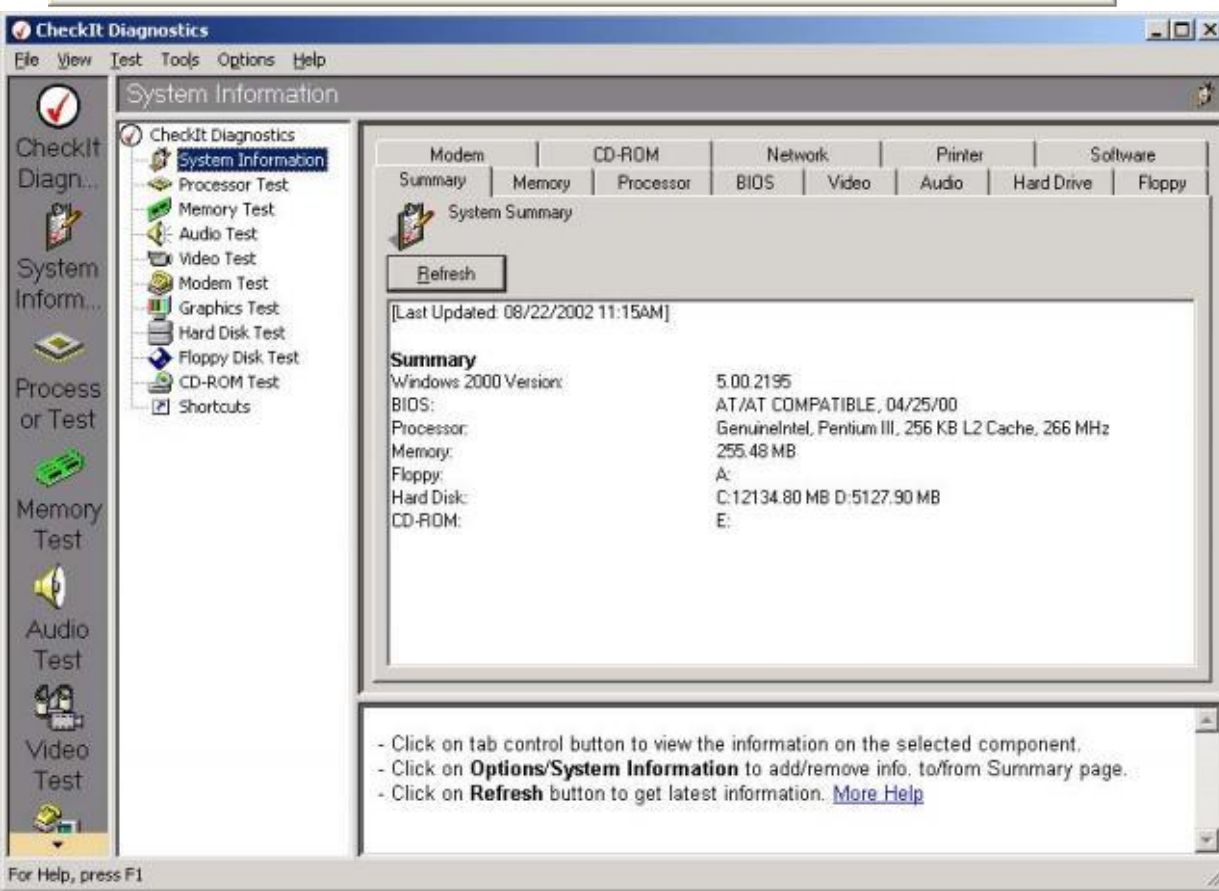 CheckIt Diagnostics
File View Test Tools Options Help
System Information
CheckIt
Diagn...
System
Inform...
Process
or Test
Memory
Test
Audio
Test
Video
Test
CheckIt Diagnostics
System Information
Processor Test
Memory Test
Audio Test
Video Test
Modem Test
Graphics Test
Hard Disk Test
Floppy Disk Test
CD-ROM Test
Shortcuts
Modem CD-ROM Network Printer Software
Summary Memory Processor BIOS Video Audio Hard Drive Floppy
System Summary
Refresh
[Last Updated: 08/22/2002 11:15AM]
Summary
Windows 2000 Version: 5.00.2195
BIOS: AT/AT COMPATIBLE, 04/25/00
Processor: GenuineIntel, Pentium III, 256 KB L2 Cache, 266 MHz
Memory: 255.48 MB
Floppy: A:
Hard Disk: C:12134.80 MB D:5127.90 MB
CD-ROM: E:
- Click on tab control button to view the information on the selected component.
- Click on Options/System Information to add/remove info. to/from Summary page.
- Click on Refresh button to get latest information. More Help
For Help, press F1